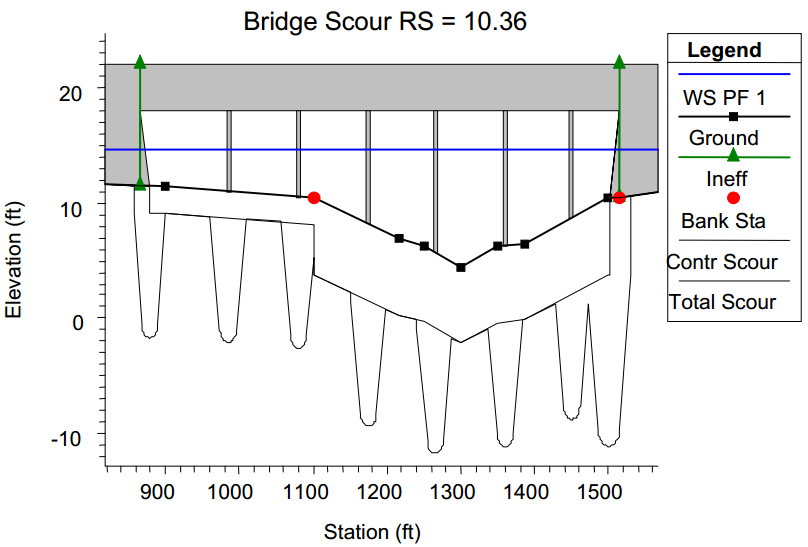 Bridge Scour RS = 10.36
Legend
WS PF 1
Ground
Ineff
Bank Sta
Contr Scour
Total Scour
Elevation (ft)
20
10
0
-10
900 1000 1100 1200 1300 1400 1500
Station (ft)